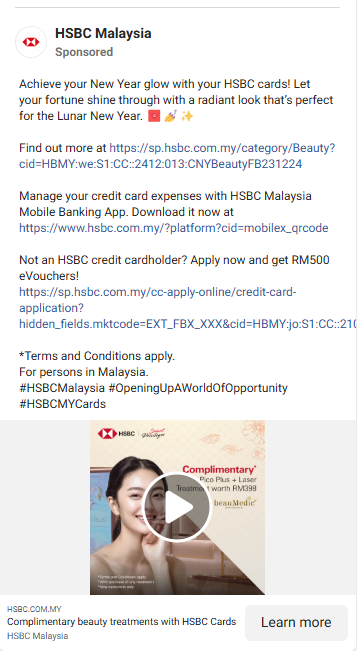 HSBC Malaysia
Sponsored
Achieve your New Year glow with your HSBC cards! Let
your fortune shine through with a radiant look that's perfect
for the Lunar New Year. 🧧 💅 ✨
Find out more at https://sp.hsbc.com.my/category/Beauty?
cid=HBMY:we:S1:CC::2412:013:CNYBeautyFB231224
Manage your credit card expenses with HSBC Malaysia
Mobile Banking App. Download it now at
https://www.hsbc.com.my/?platform?cid=mobilex_qrcode
Not an HSBC credit cardholder? Apply now and get RM500
eVouchers!
https://sp.hsbc.com.my/cc-apply-online/credit-card-
application?
hidden_fields.mktcode=EXT_FBX_XXX&cid=HBMY:jo:S1:CC::210
*Terms and Conditions apply.
For persons in Malaysia.
#HSBCMalaysia #OpeningUpAWorldOfOpportunity
#HSBCMYCards
HSBC
Complimentary*
Pico Plus + Laser
Treatment worth RM398
beauMedic
*Terms and Conditions apply
HSBC.COM.MY
Complimentary beauty treatments with HSBC Cards
HSBC Malaysia
Learn more